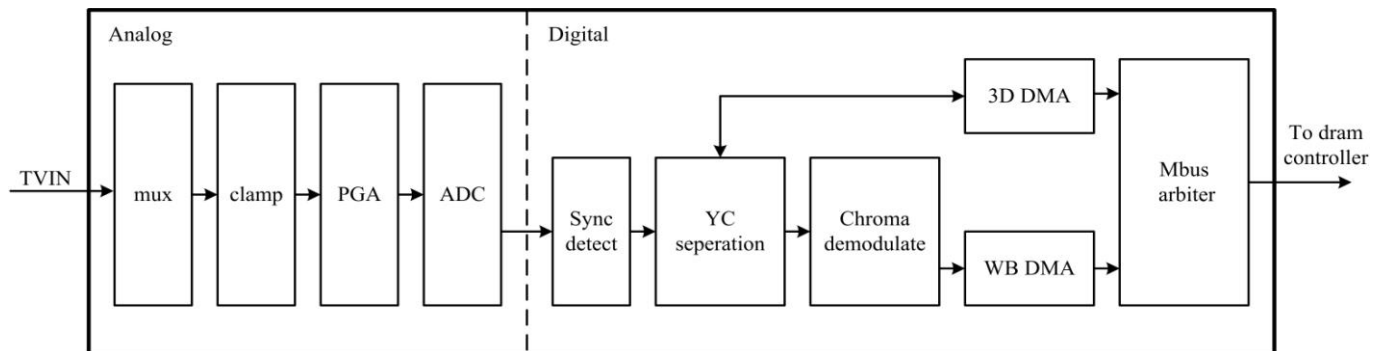 Analog
Digital
TVIN
mux
clamp
PGA
ADC
Sync
detect
YC
seperation
Chroma
demodulate
3D DMA
WB DMA
Mbus
arbiter
To dram
controller